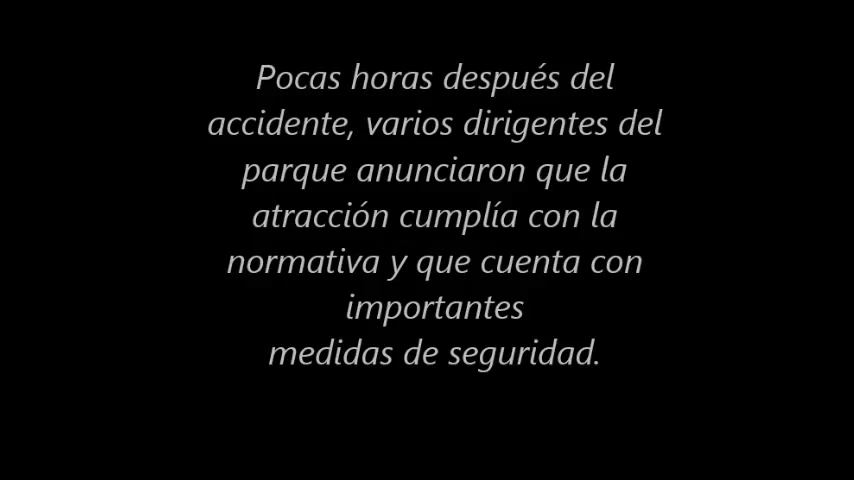 Pocas horas después del
accidente, varios dirigentes del
parque anunciaron que la
atracción cumplía con la
normativa y que cuenta con
importantes
medidas de seguridad.